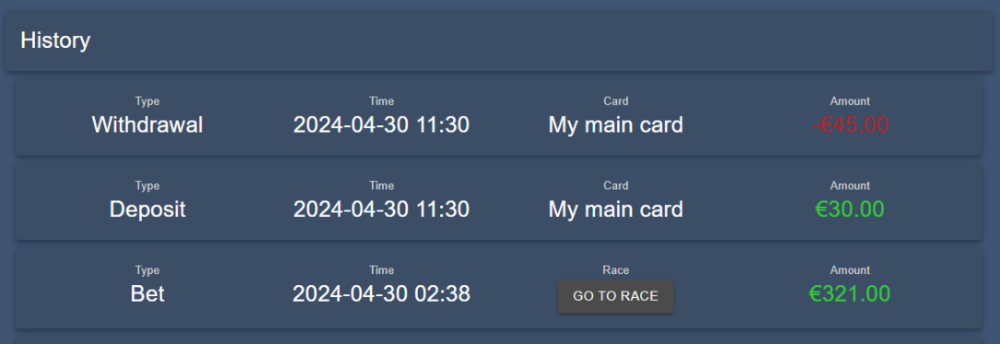 History
Type Time Card Amount
Withdrawal 2024-04-30 11:30 My main card -€45.00
Type Time Card Amount
Deposit 2024-04-30 11:30 My main card €30.00
Type Time Race Amount
Bet 2024-04-30 02:38 GO TO RACE €321.00